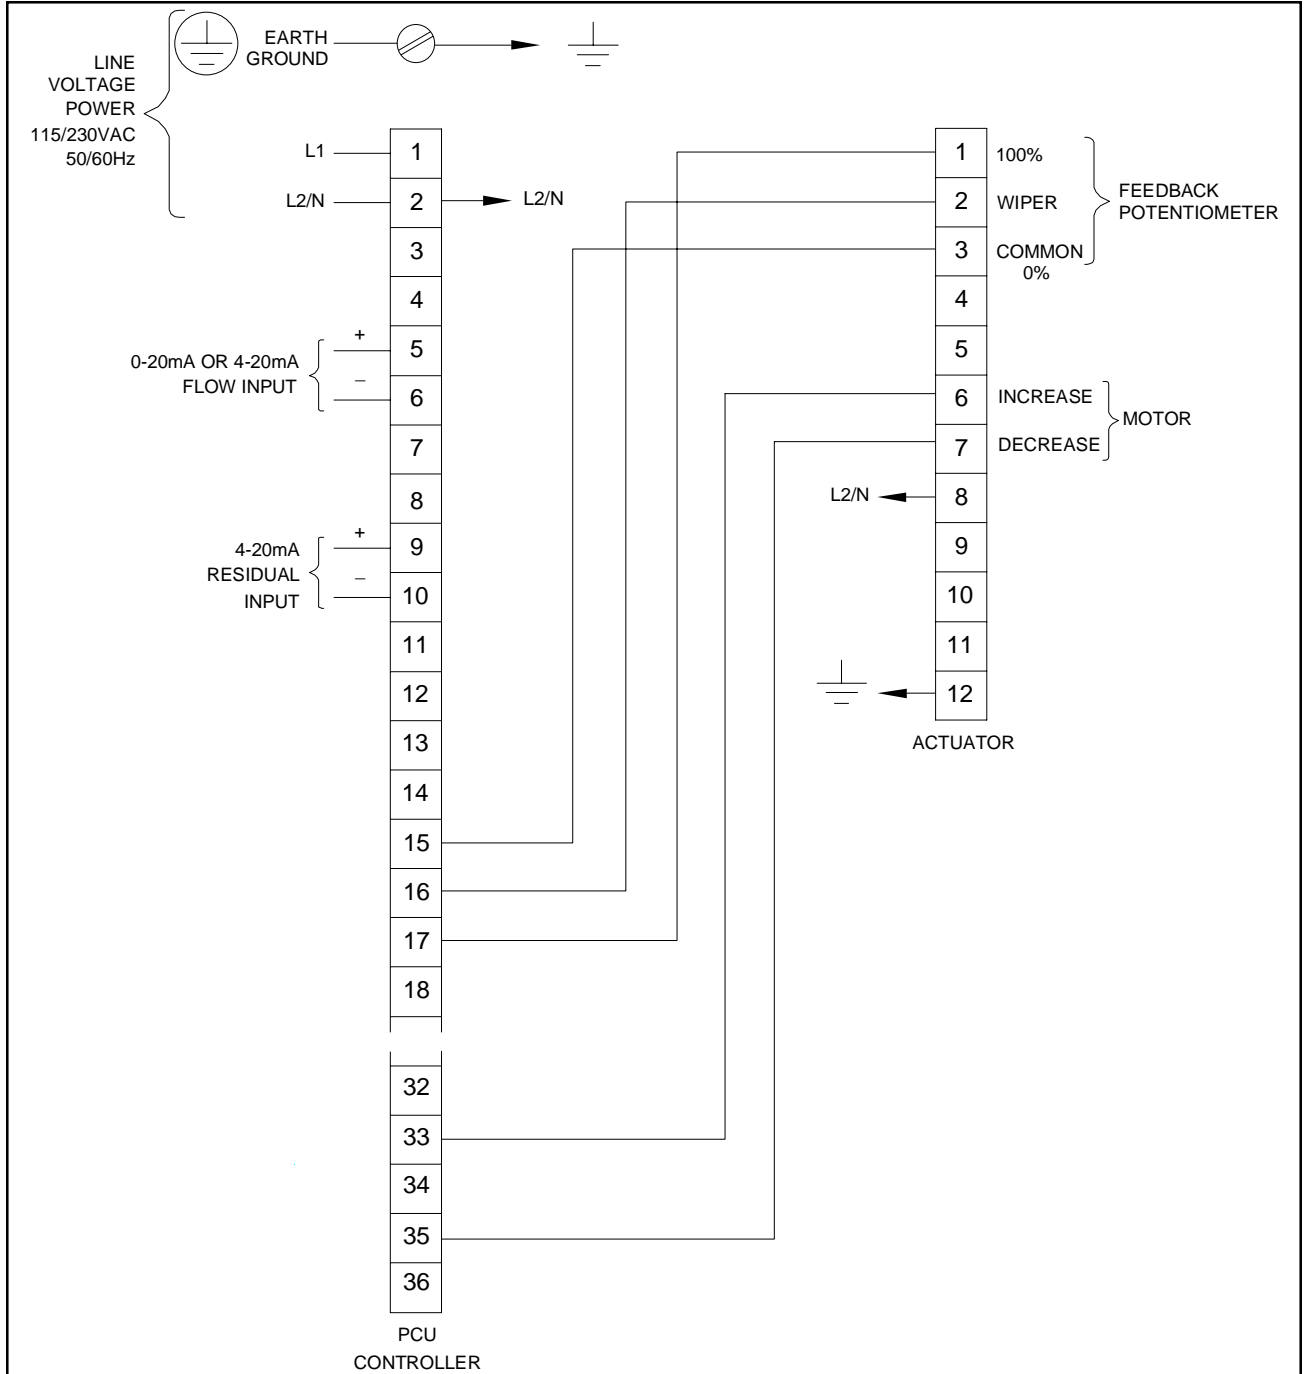 EARTH
GROUND
LINE
VOLTAGE
POWER
115/230VAC
50/60Hz
L1
L2/N
L2/N
0-20mA OR 4-20mA
FLOW INPUT
+
–
4-20mA
RESIDUAL
INPUT
+
–
1
2
3
4
5
6
7
8
9
10
11
12
13
14
15
16
17
18
32
33
34
35
36
PCU
CONTROLLER
1
2
3
4
5
6
7
8
9
10
11
12
ACTUATOR
100%
WIPER
COMMON
0%
FEEDBACK
POTENTIOMETER
INCREASE
DECREASE
MOTOR
L2/N